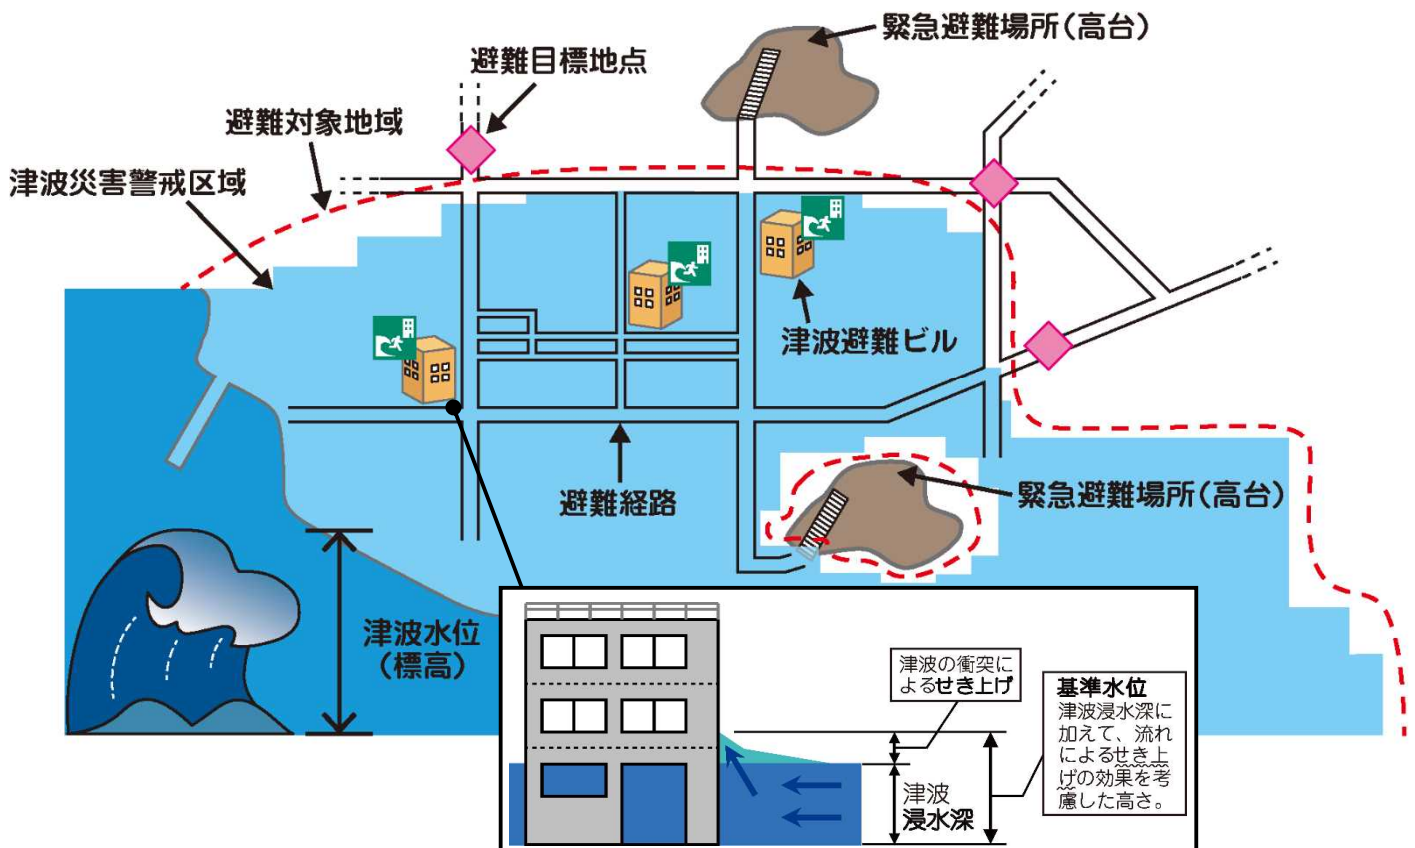 緊急避難場所(高台)
避難目標地点
避難対象地域
津波災害警戒区域
津波避難ビル
避難経路
緊急避難場所(高台)
津波水位
(標高)
津波の衝突に
よるせき上げ
津波
浸水深
基準水位
津波浸水深に
加えて、流れ
によるせき上
げの効果を考
慮した高さ。